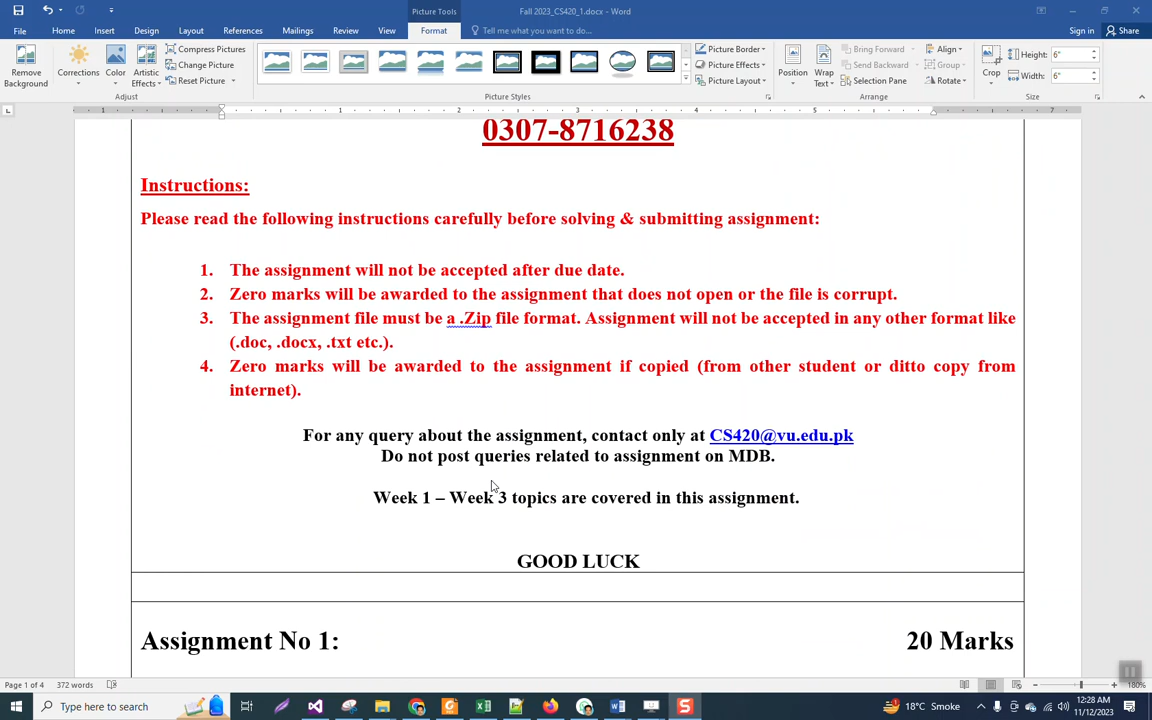 Picture Tools
Fall 2023_CS420_1.docx - Word
File Home Insert Design Layout References Mailings Review View Format Tell me what you want to do... Sign in Share
Remove Background
Corrections
Color
Artistic Effects
Compress Pictures
Change Picture
Reset Picture
Adjust
Picture Styles
Picture Border
Picture Effects
Picture Layout
Position
Wrap Text
Bring Forward
Send Backward
Selection Pane
Align
Group
Rotate
Arrange
Crop
Height: 6"
Width: 6"
Size
1 1 2 3 4 5 7
0307-8716238
Instructions:
Please read the following instructions carefully before solving & submitting assignment:
1. The assignment will not be accepted after due date.
2. Zero marks will be awarded to the assignment that does not open or the file is corrupt.
3. The assignment file must be a .Zip file format. Assignment will not be accepted in any other format like
(.doc, .docx, .txt etc.).
4. Zero marks will be awarded to the assignment if copied (from other student or ditto copy from
internet).
For any query about the assignment, contact only at CS420@vu.edu.pk
Do not post queries related to assignment on MDB.
Week 1 – Week 3 topics are covered in this assignment.
GOOD LUCK
Assignment No 1: 20 Marks
Page 1 of 4 372 words 180%
Type here to search
18°C Smoke
12:28 AM
11/12/2023